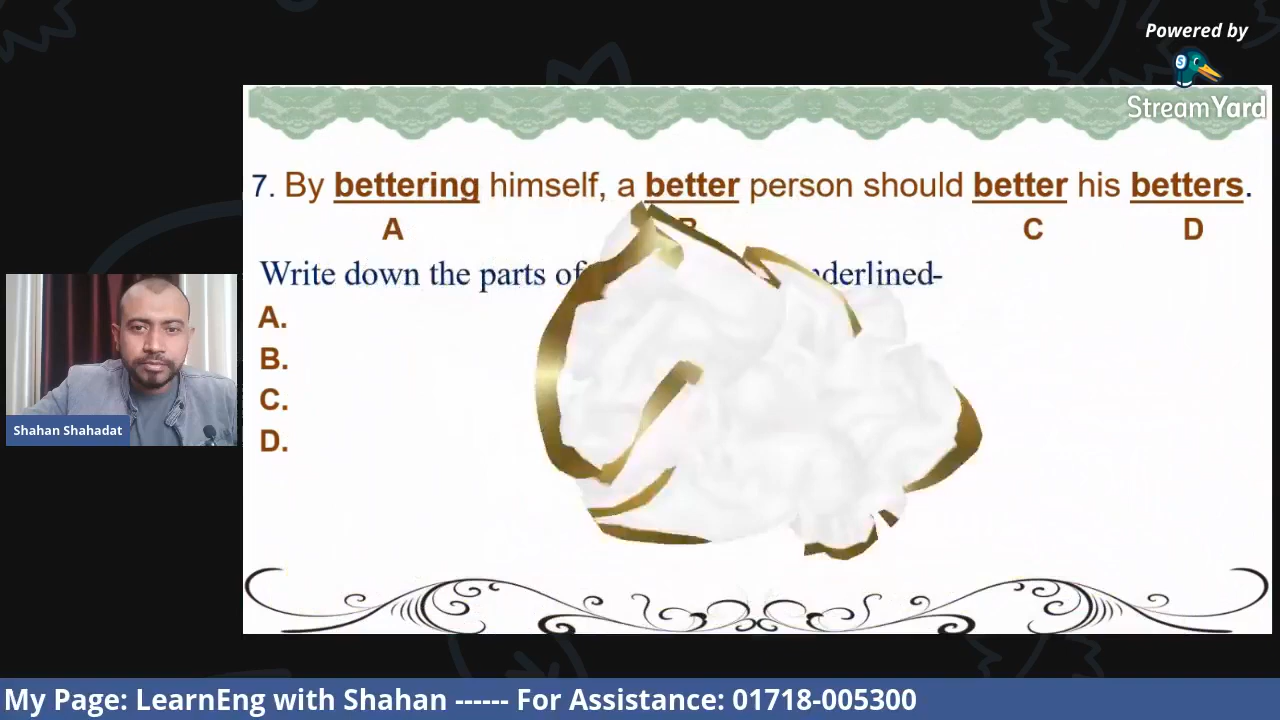 Powered by
StreamYard
7. By bettering himself, a better person should better his betters.
A C D
Write down the parts of
A.
B.
C.
D.
Shahan Shahadat
My Page: LearnEng with Shahan ------ For Assistance: 01718-005300